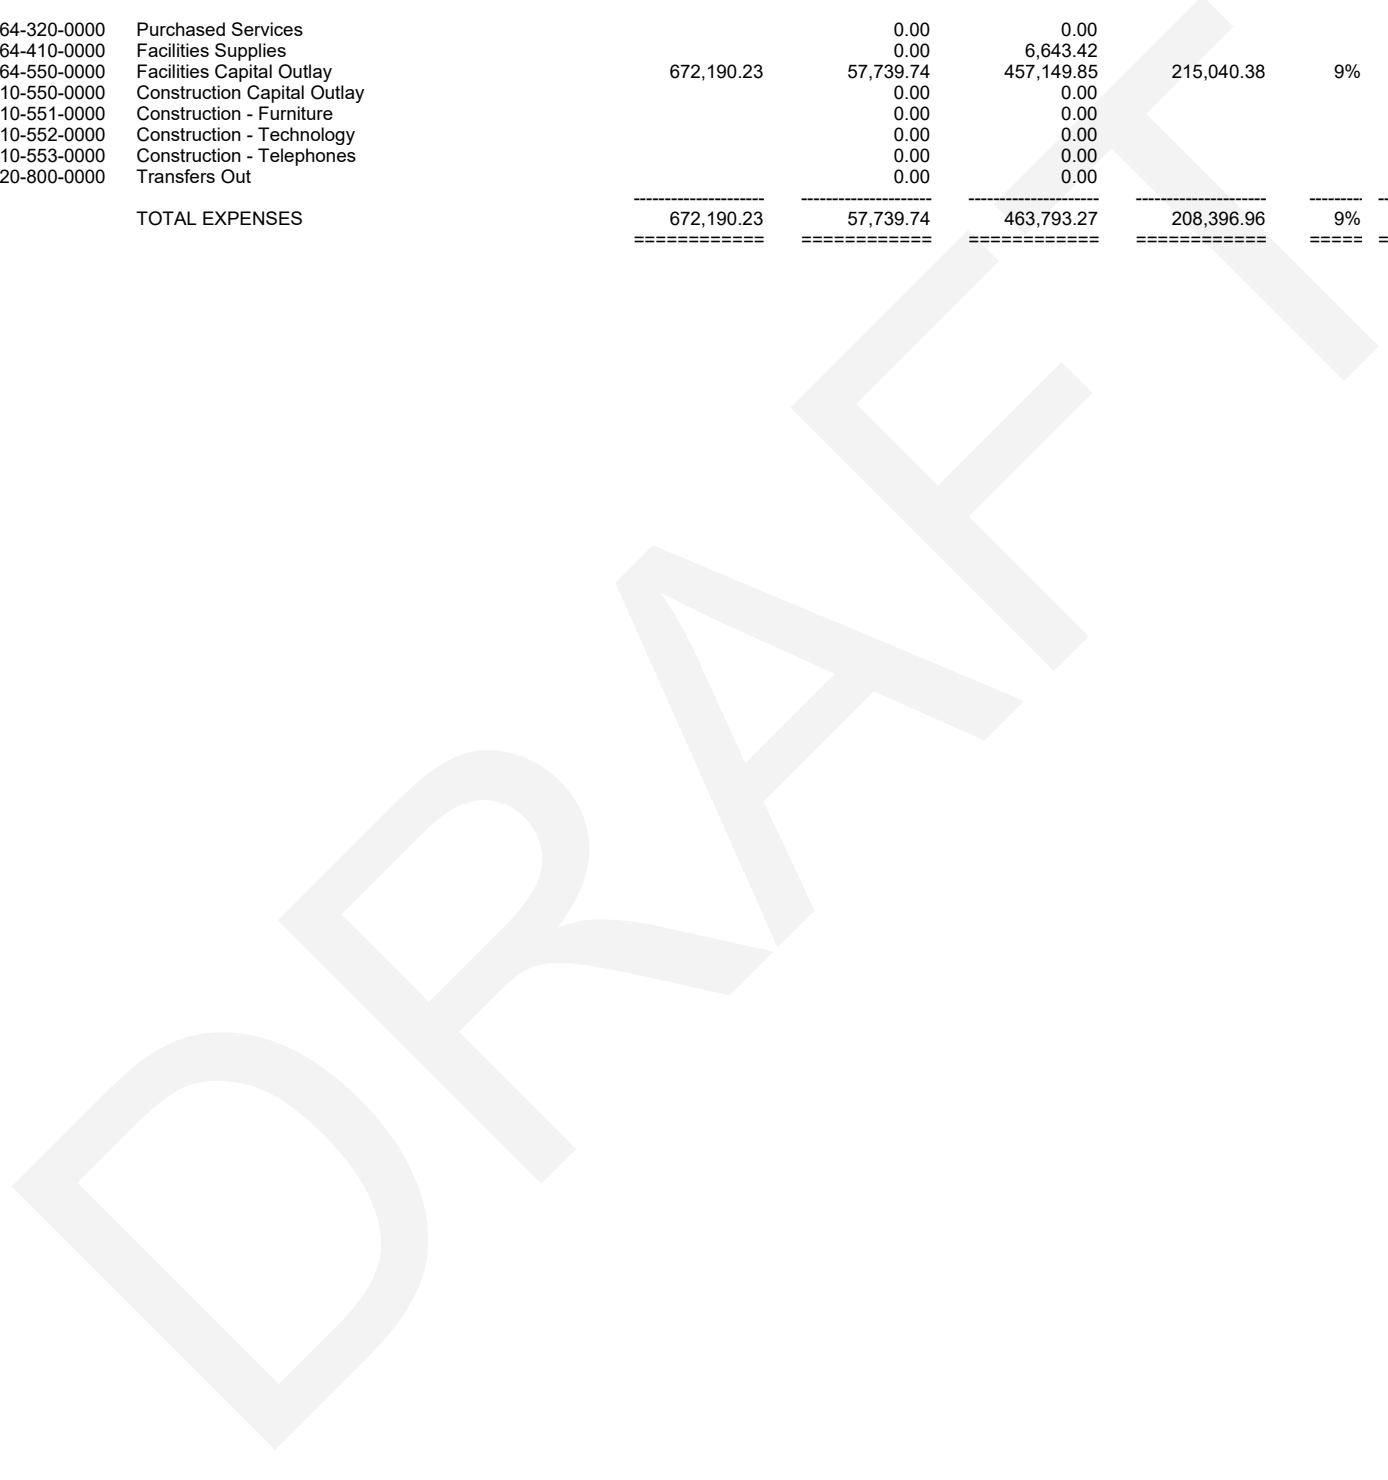 64-320-0000 Purchased Services 0.00 0.00
64-410-0000 Facilities Supplies 0.00 6,643.42
64-550-0000 Facilities Capital Outlay 672,190.23 57,739.74 457,149.85 215,040.38 9%
10-550-0000 Construction Capital Outlay 0.00 0.00
10-551-0000 Construction - Furniture 0.00 0.00
10-552-0000 Construction - Technology 0.00 0.00
10-553-0000 Construction - Telephones 0.00 0.00
20-800-0000 Transfers Out 0.00 0.00
--------------------- --------------------- --------------------- --------------------- -------- --
TOTAL EXPENSES 672,190.23 57,739.74 463,793.27 208,396.96 9%
============ ============ ============ ============ ===== =
DRAFT